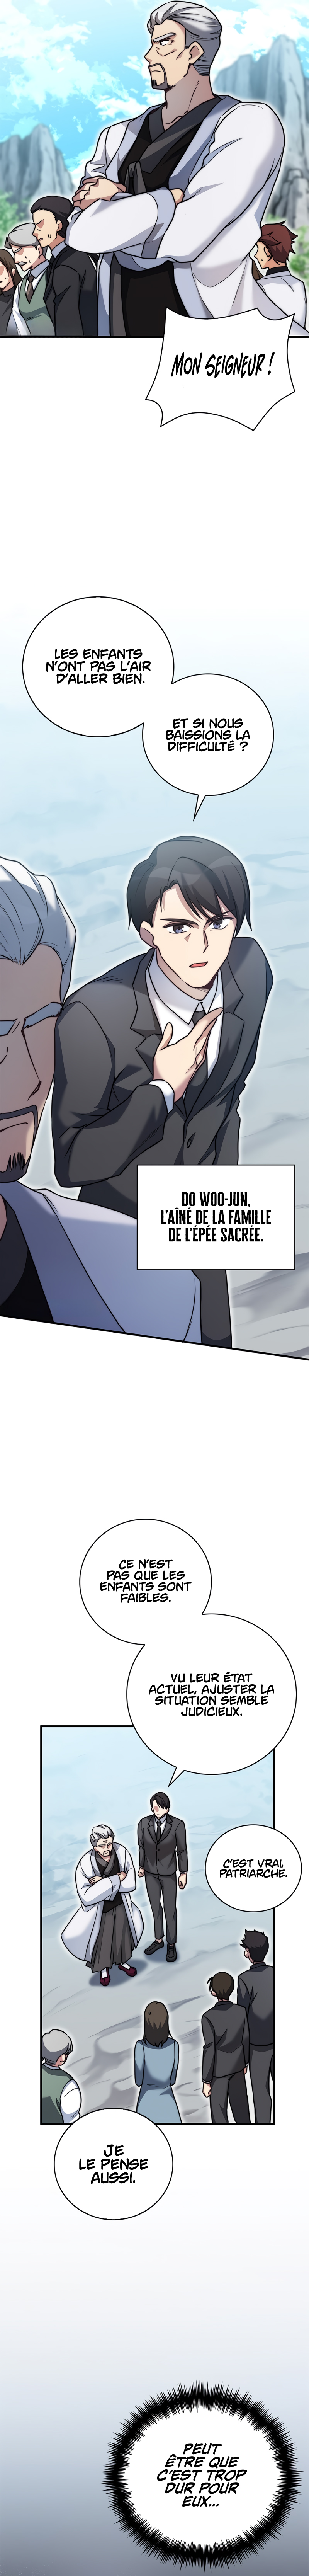 MON SEIGNEUR !
LES ENFANTS
N'ONT PAS L'AIR
D'ALLER BIEN.
ET SI NOUS
BAISSIONS LA
DIFFICULTÉ ?
DO WOO-JUN,
L'AÎNÉ DE LA FAMILLE
DE L'ÉPÉE SACRÉE.
CE N'EST
PAS QUE LES
ENFANTS SONT
FAIBLES.
VU LEUR ÉTAT
ACTUEL, AJUSTER LA
SITUATION SEMBLE
JUDICIEUX.
C'EST VRAI,
PATRIARCHE.
JE
LE PENSE
AUSSI.
PEUT
ÊTRE QUE
C'EST TROP
DUR POUR
EUX...